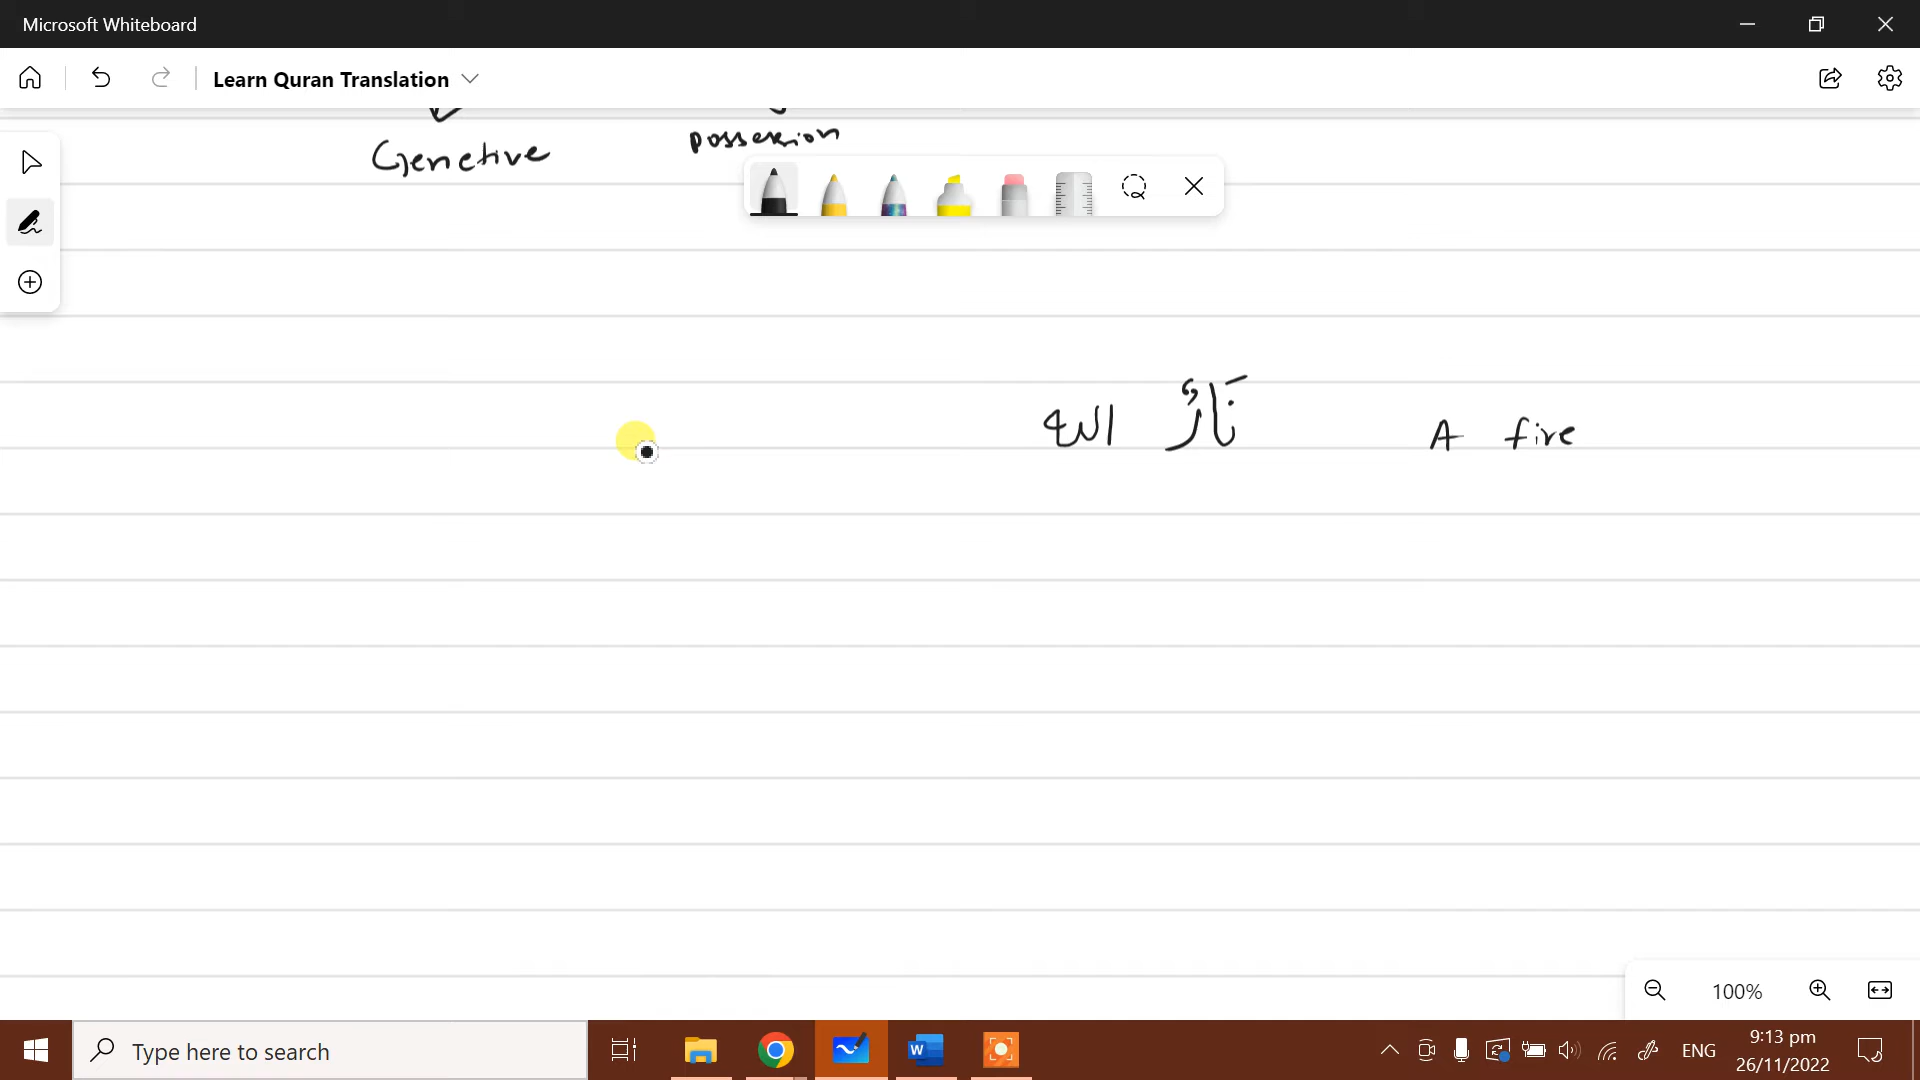 Microsoft Whiteboard
Learn Quran Translation
Genetive possession
نَارٌ الله A fire
100%
Type here to search
ENG
9:13 pm
26/11/2022